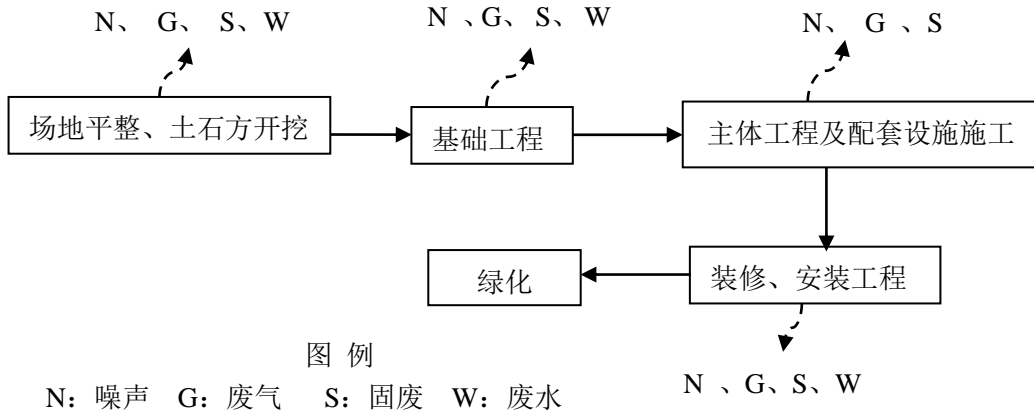 N、 G、 S、W
N 、G、S、W
N、 G 、S
场地平整、土石方开挖
基础工程
主体工程及配套设施施工
绿化
装修、安装工程
图 例
N：噪声 G：废气 S：固废 W：废水
N 、G、S、W